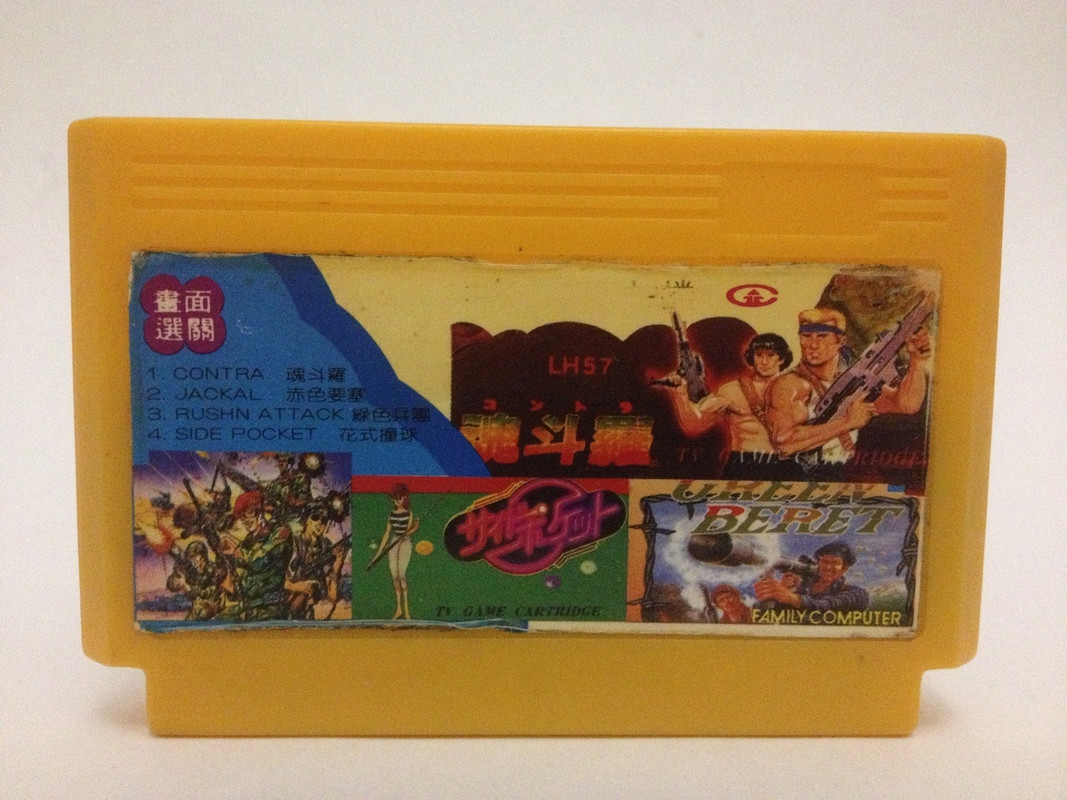 畫面
選關
1. CONTRA 魂斗羅
2. JACKAL 赤色要塞
3. RUSHN ATTACK 綠色兵團
4. SIDE POCKET 花式撞球
LH57
コントラ
魂斗羅
TV GAME CARTRIDGE
サイドポケット
TV GAME CARTRIDGE
GREEN
BERET
FAMILY COMPUTER